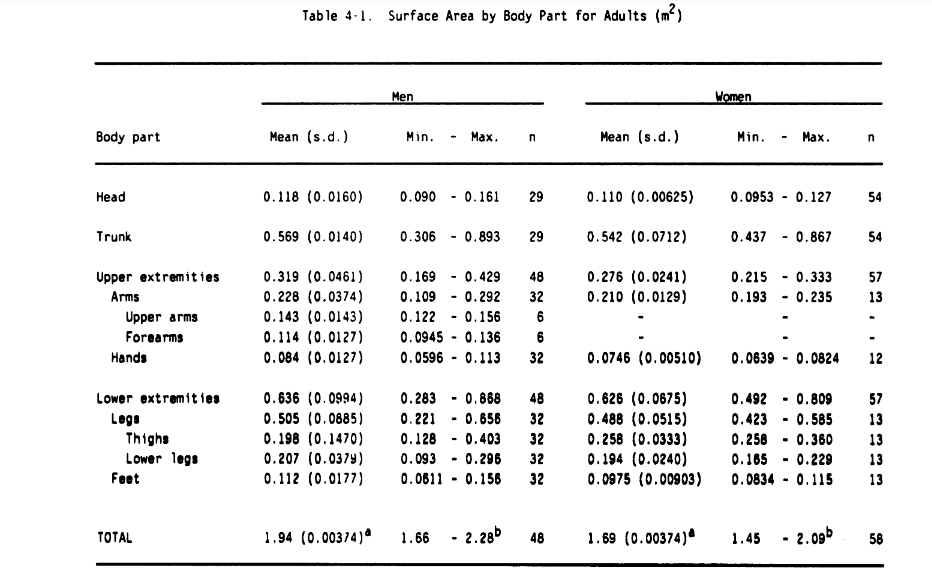 Table 4-1. Surface Area by Body Part for Adults (m2)
Men Women
Body part Mean (s.d.) Min. - Max. n Mean (s.d.) Min. - Max. n
Head 0.118 (0.0160) 0.090 - 0.161 29 0.110 (0.00625) 0.0953 - 0.127 54
Trunk 0.569 (0.0140) 0.306 - 0.893 29 0.542 (0.0712) 0.437 - 0.867 54
Upper extremities 0.319 (0.0461) 0.169 - 0.429 48 0.276 (0.0241) 0.215 - 0.333 57
Arms 0.228 (0.0374) 0.109 - 0.292 32 0.210 (0.0129) 0.193 - 0.235 13
Upper arms 0.143 (0.0143) 0.122 - 0.156 6 - - -
Forearms 0.114 (0.0127) 0.0945 - 0.136 6 - - -
Hands 0.084 (0.0127) 0.0596 - 0.113 32 0.0746 (0.00510) 0.0639 - 0.0824 12
Lower extremities 0.636 (0.0994) 0.283 - 0.868 48 0.626 (0.0675) 0.492 - 0.809 57
Legs 0.505 (0.0885) 0.221 - 0.656 32 0.488 (0.0515) 0.423 - 0.585 13
Thighs 0.198 (0.1470) 0.128 - 0.403 32 0.258 (0.0333) 0.258 - 0.360 13
Lower legs 0.207 (0.0379) 0.093 - 0.296 32 0.194 (0.0240) 0.165 - 0.229 13
Feet 0.112 (0.0177) 0.0611 - 0.156 32 0.0975 (0.00903) 0.0834 - 0.115 13
TOTAL 1.94 (0.00374)a 1.66 - 2.28b 48 1.69 (0.00374)a 1.45 - 2.09b 58